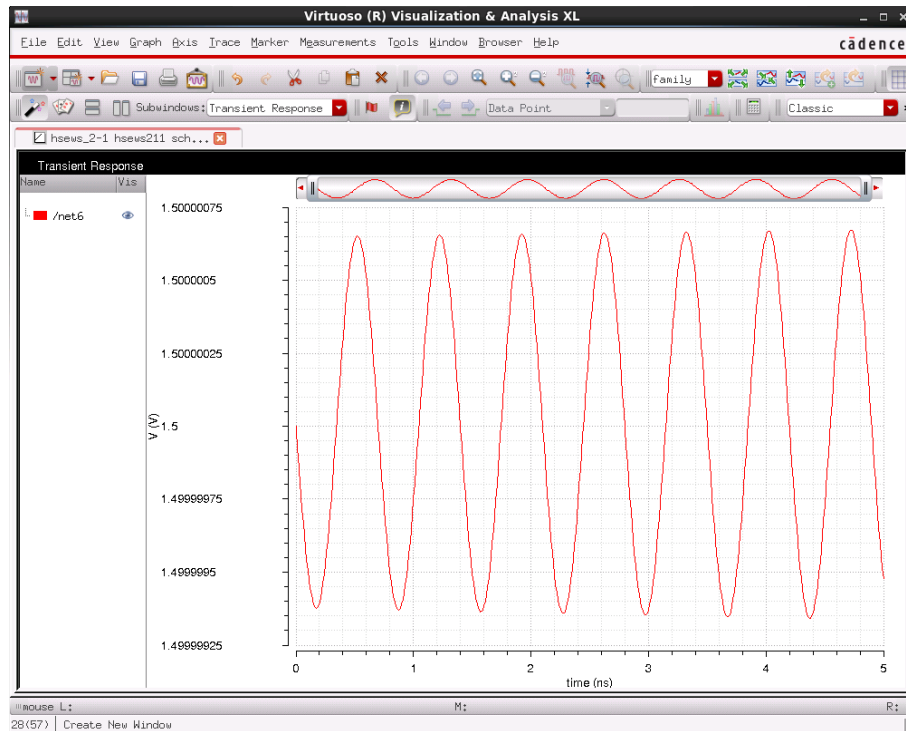 Virtuoso (R) Visualization & Analysis XL
File Edit View Graph Axis Trace Marker Measurements Tools Window Browser Help
cādence
family
Subwindows: Transient Response
Data Point
Classic
hsews_2-1 hsews211 sch...
Transient Response
Name Vis
/net6
1.50000075
1.5000005
1.50000025
1.5
1.49999975
1.4999995
1.49999925
A (A)
0 1 2 3 4 5
time (ns)
mouse L: M: R:
28(57) Create New Window